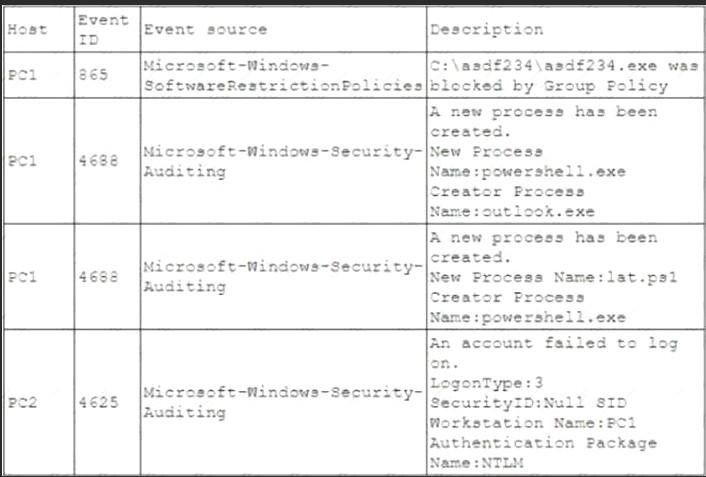 Host
Event
ID
Event source
Description
PC1
865
Microsoft-Windows-
SoftwareRestrictionPolicies
C:\asdf234\asdf234.exe was
blocked by Group Policy
PC1
4688
Microsoft-Windows-Security-
Auditing
A new process has been
created.
New Process
Name:powershell.exe
Creator Process
Name:outlook.exe
PC1
4688
Microsoft-Windows-Security-
Auditing
A new process has been
created.
New Process Name:lat.ps1
Creator Process
Name:powershell.exe
PC2
4625
Microsoft-Windows-Security-
Auditing
An account failed to log
on.
LogonType:3
SecurityID:Null SID
Workstation Name:PC1
Authentication Package
Name:NTLM